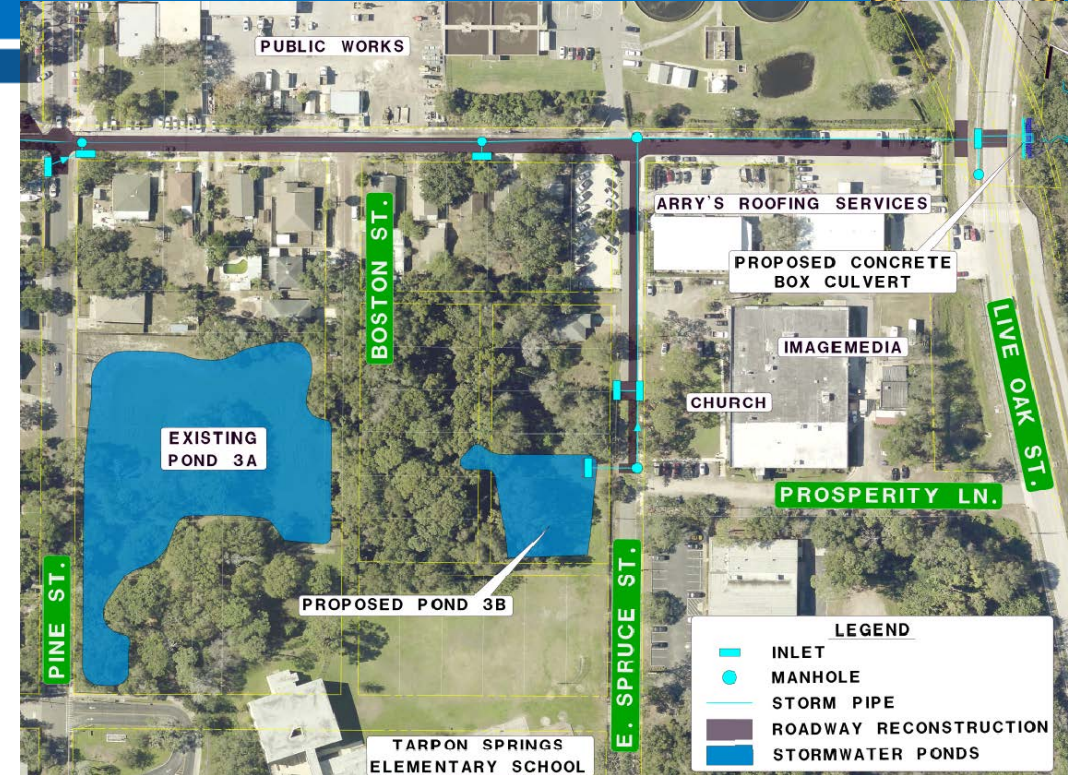 PUBLIC WORKS
BOSTON ST.
ARRY'S ROOFING SERVICES
PROPOSED CONCRETE
BOX CULVERT
LIVE OAK ST.
IMAGEMEDIA
CHURCH
EXISTING
POND 3A
PROSPERITY LN.
PINE ST.
PROPOSED POND 3B
E. SPRUCE ST.
TARPON SPRINGS
ELEMENTARY SCHOOL
LEGEND
INLET
MANHOLE
STORM PIPE
ROADWAY RECONSTRUCTION
STORMWATER PONDS